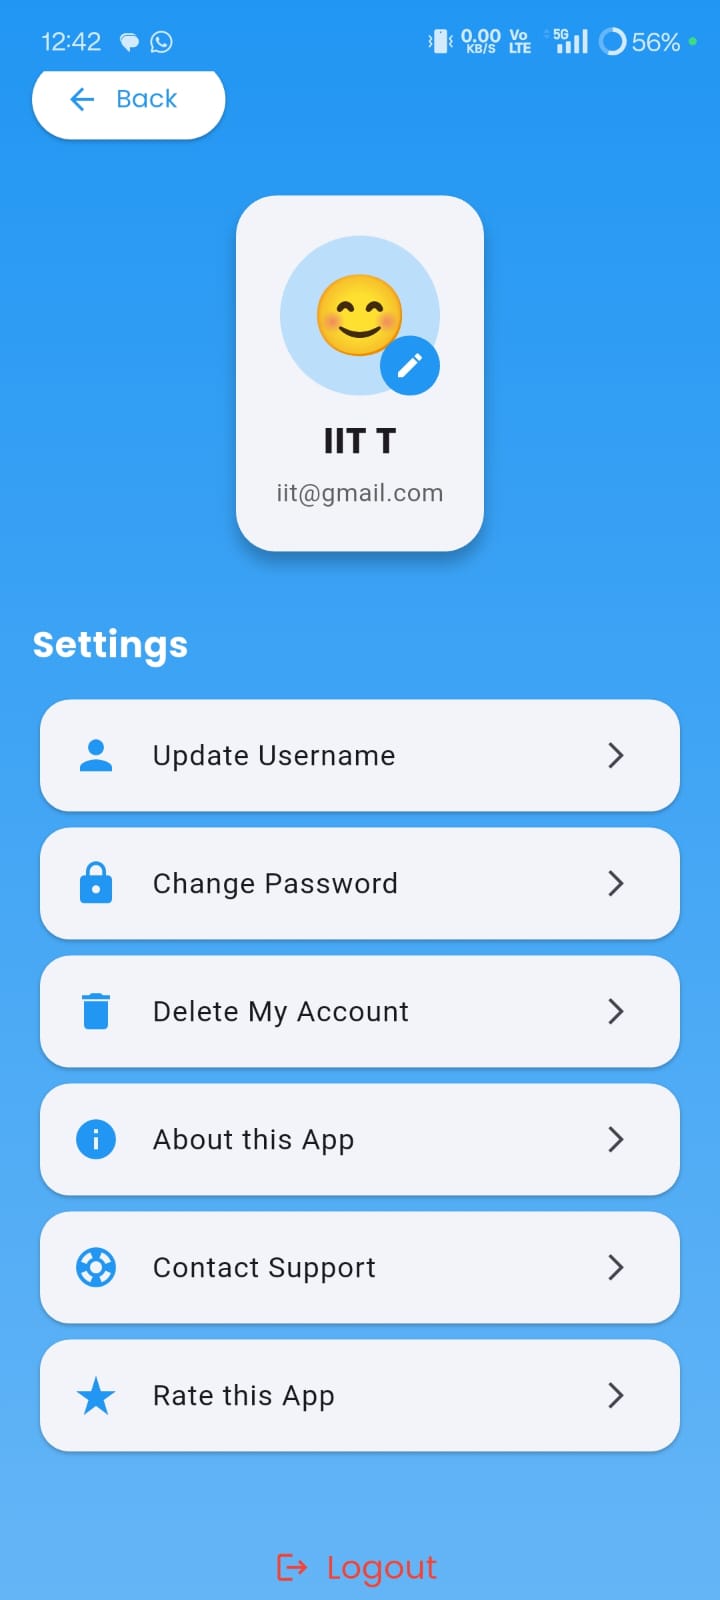 12:42 0.00 KB/S Vo LTE 5G 56%
Back
IIT T
iit@gmail.com
Settings
Update Username
Change Password
Delete My Account
About this App
Contact Support
Rate this App
Logout